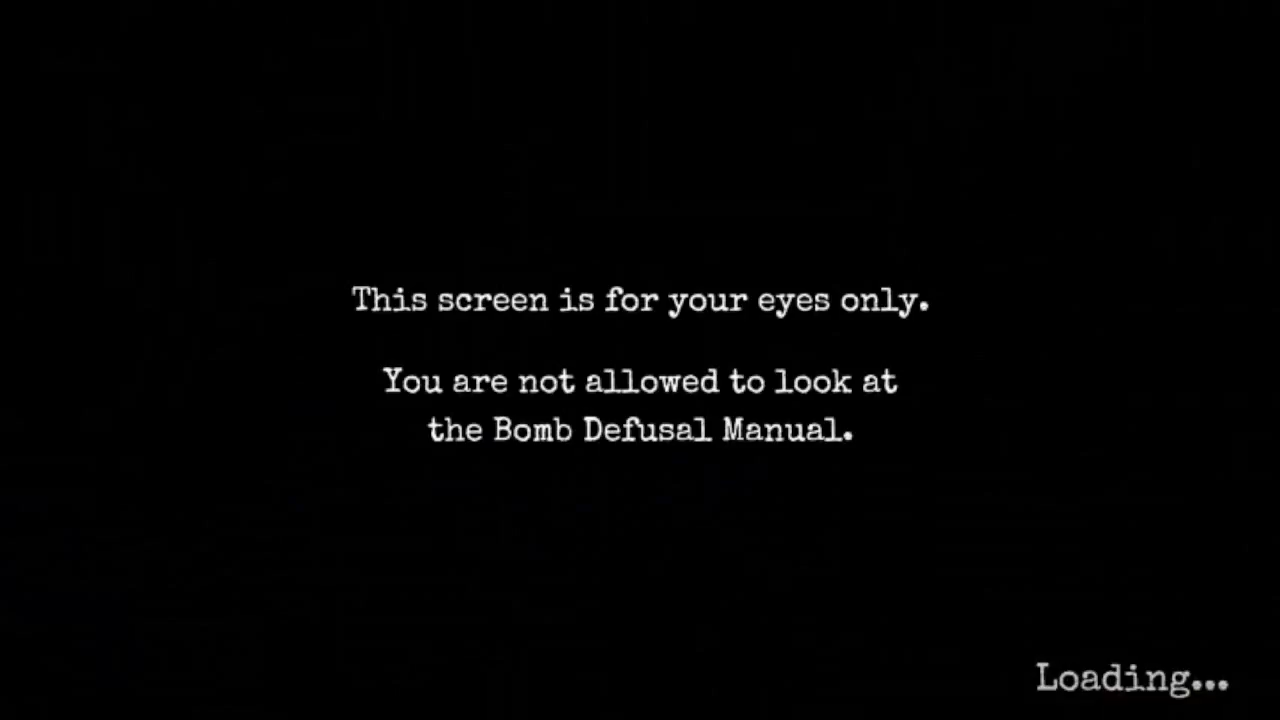 This screen is for your eyes only.
You are not allowed to look at
the Bomb Defusal Manual.
Loading...